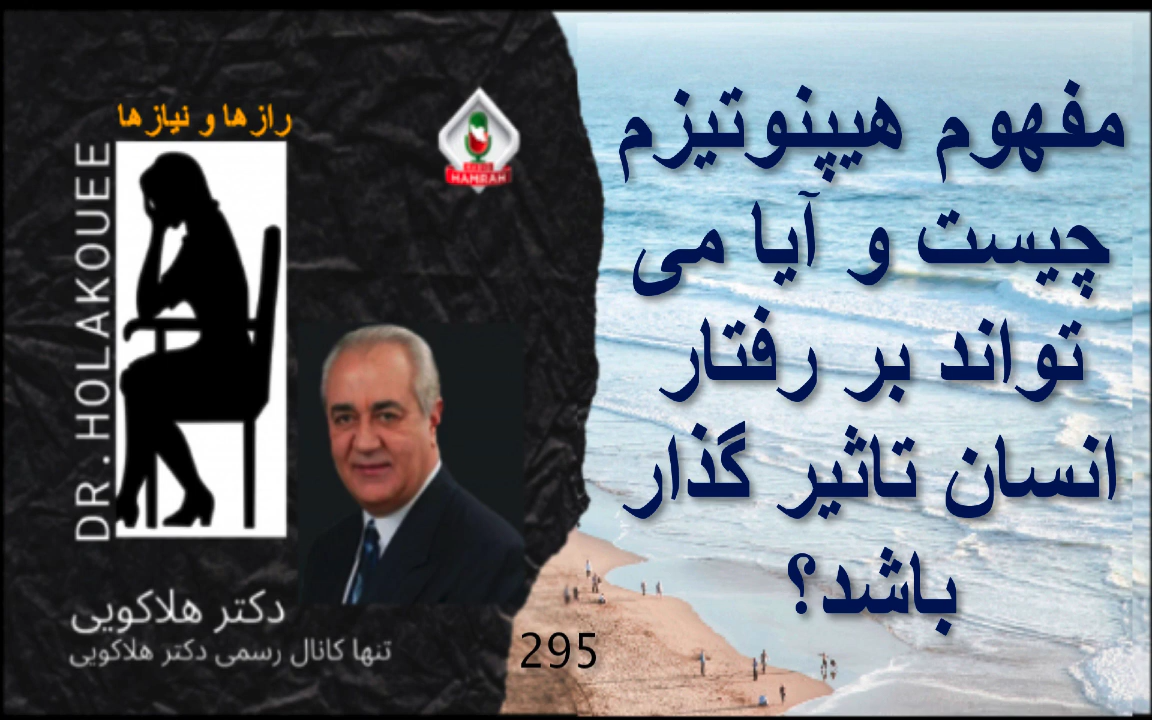 رازها و نیازها
DR.HOLAKOUEE
HAMRAH
مفهوم هیپنوتیزم
چیست و آیا می
تواند بر رفتار
انسان تاثیر گذار
باشد؟
دکتر هلاکویی
تنها کانال رسمی دکتر هلاکویی
295